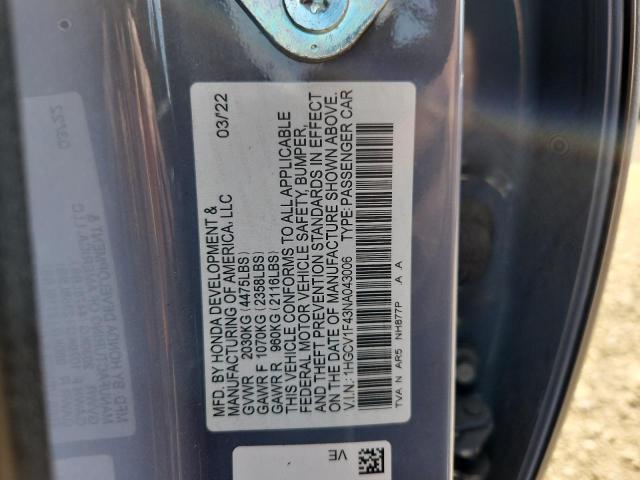 MFD. BY HONDA DEVELOPMENT &
MANUFACTURING OF AMERICA, LLC 03/'22
GVWR 2030KG (4475LBS)
GAWR F 1070KG (2358LBS)
GAWR R 960KG (2116LBS)
THIS VEHICLE CONFORMS TO ALL APPLICABLE
FEDERAL MOTOR VEHICLE SAFETY, BUMPER,
AND THEFT PREVENTION STANDARDS IN EFFECT
ON THE DATE OF MANUFACTURE SHOWN ABOVE.
V.I.N.: 1HGCV1F43NA043006 TYPE: PASSENGER CAR
TVA N AR5 NH877P A A
VE